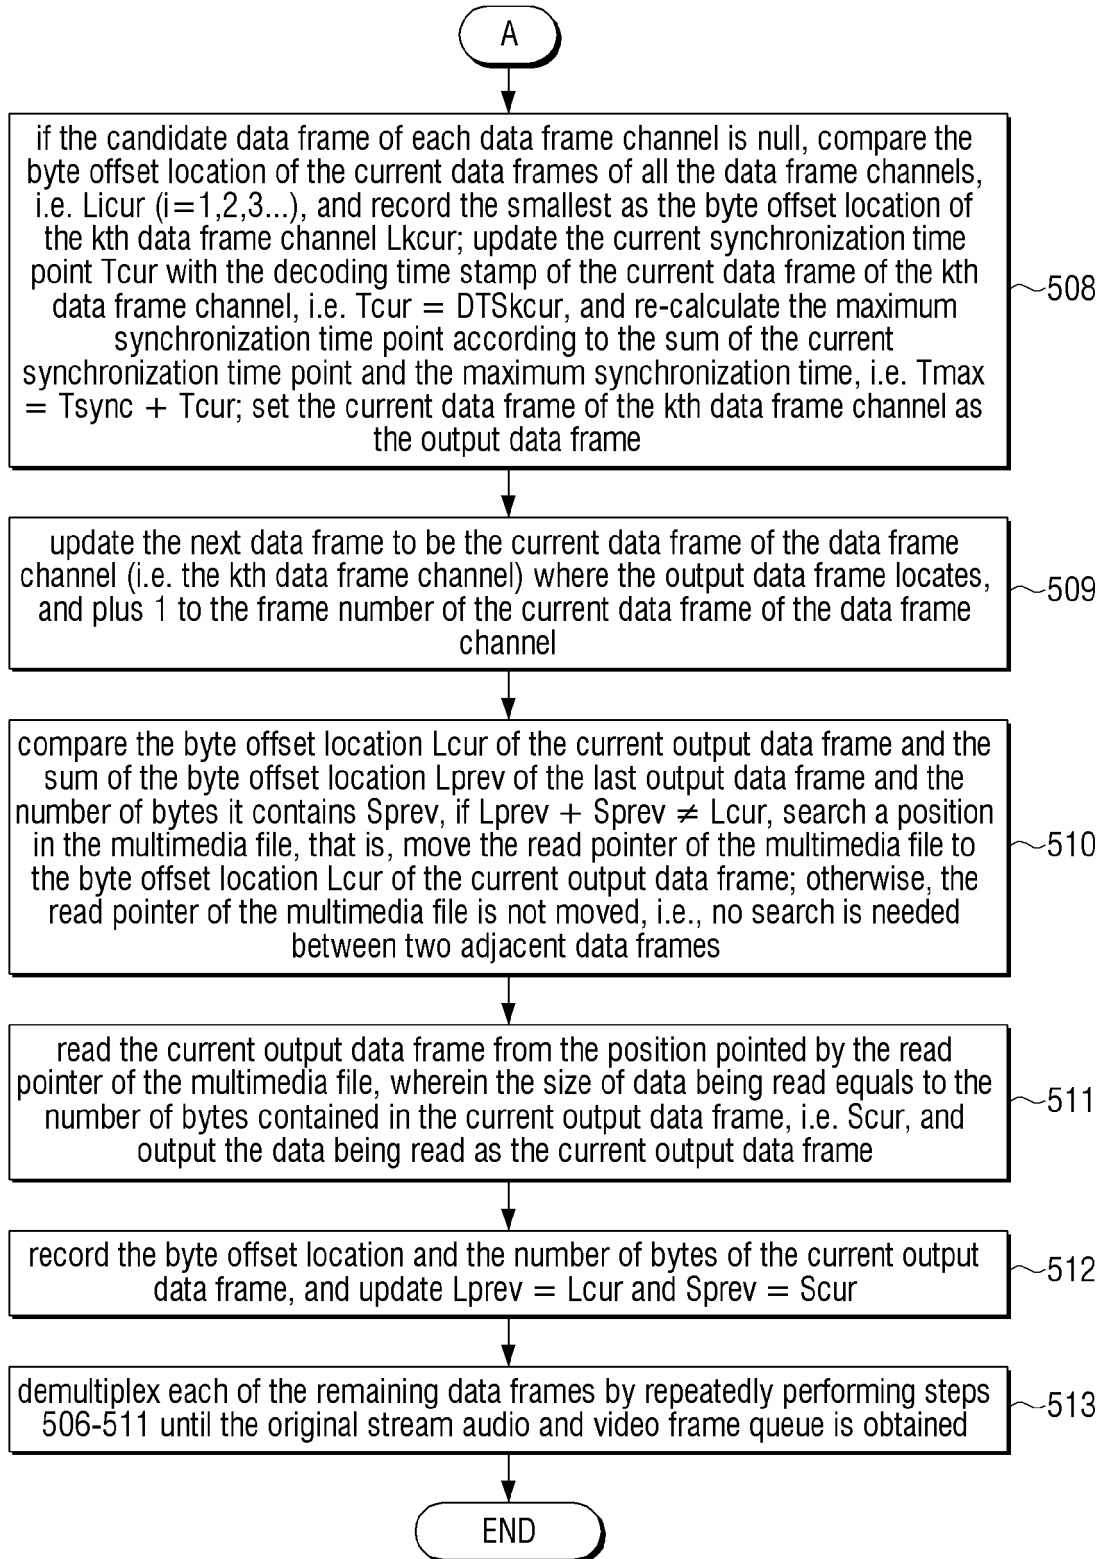 A
if the candidate data frame of each data frame channel is null, compare the
byte offset location of the current data frames of all the data frame channels,
i.e. Licur (i=1,2,3...), and record the smallest as the byte offset location of
the kth data frame channel Lkcur; update the current synchronization time
point Tcur with the decoding time stamp of the current data frame of the kth
data frame channel, i.e. Tcur = DTSkcur, and re-calculate the maximum
synchronization time point according to the sum of the current
synchronization time point and the maximum synchronization time, i.e. Tmax
= Tsync + Tcur; set the current data frame of the kth data frame channel as
the output data frame
508
update the next data frame to be the current data frame of the data frame
channel (i.e. the kth data frame channel) where the output data frame locates,
and plus 1 to the frame number of the current data frame of the data frame
channel
509
compare the byte offset location Lcur of the current output data frame and the
sum of the byte offset location Lprev of the last output data frame and the
number of bytes it contains Sprev, if Lprev + Sprev ≠ Lcur, search a position
in the multimedia file, that is, move the read pointer of the multimedia file to
the byte offset location Lcur of the current output data frame; otherwise, the
read pointer of the multimedia file is not moved, i.e., no search is needed
between two adjacent data frames
510
read the current output data frame from the position pointed by the read
pointer of the multimedia file, wherein the size of data being read equals to the
number of bytes contained in the current output data frame, i.e. Scur, and
output the data being read as the current output data frame
511
record the byte offset location and the number of bytes of the current output
data frame, and update Lprev = Lcur and Sprev = Scur
512
demultiplex each of the remaining data frames by repeatedly performing steps
506-511 until the original stream audio and video frame queue is obtained
513
END